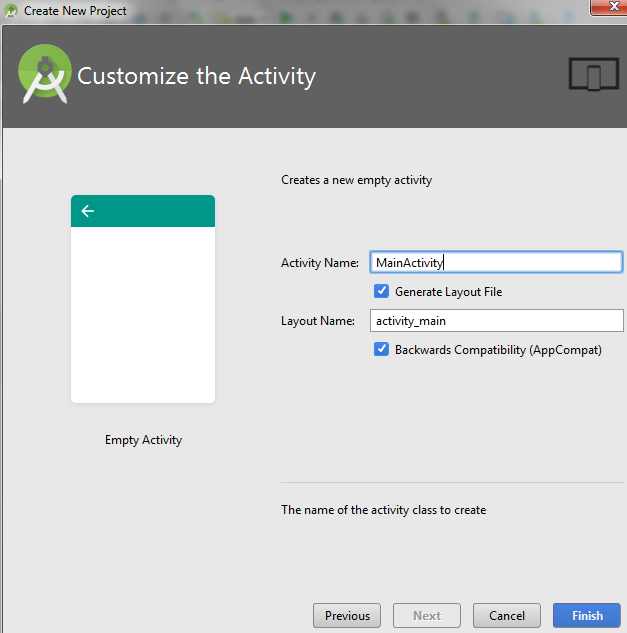 Create New Project
Customize the Activity
Creates a new empty activity
Activity Name: MainActivity
Generate Layout File
Layout Name: activity_main
Backwards Compatibility (AppCompat)
Empty Activity
The name of the activity class to create
Previous Next Cancel Finish